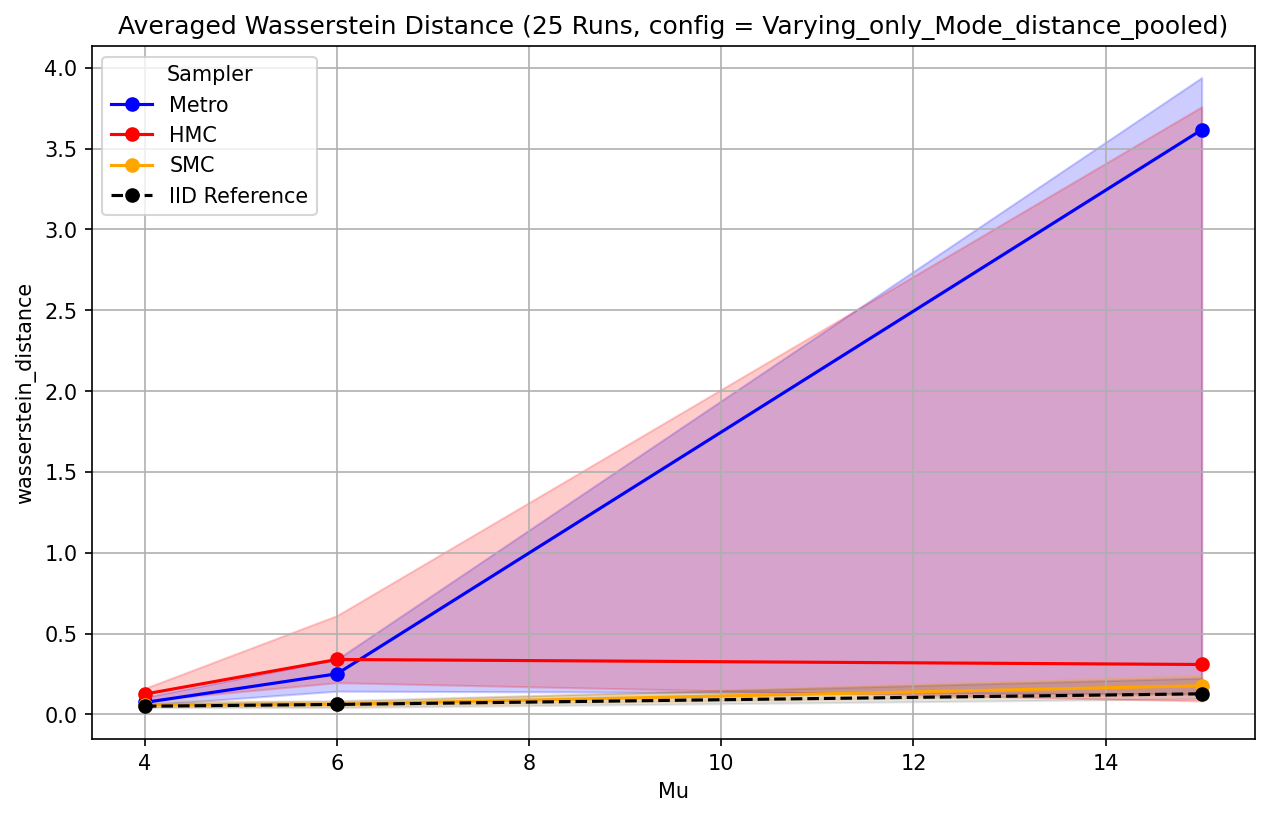 Averaged Wasserstein Distance (25 Runs, config = Varying_only_Mode_distance_pooled)
Sampler
Metro
HMC
SMC
IID Reference
wasserstein_distance
4.0
3.5
3.0
2.5
2.0
1.5
1.0
0.5
0.0
4 6 8 10 12 14
Mu